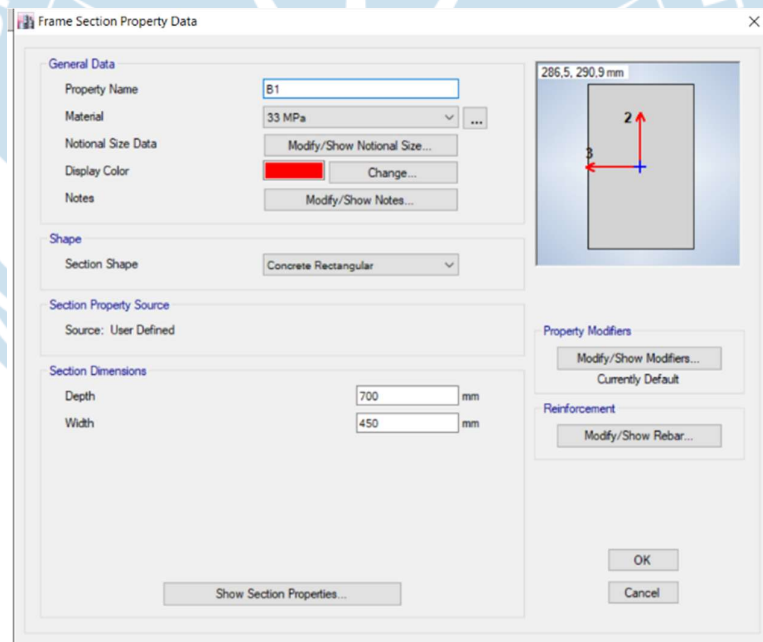 Frame Section Property Data
General Data
Property Name B1
Material 33 MPa ...
Notional Size Data Modify/Show Notional Size...
Display Color Change...
Notes Modify/Show Notes...
Shape
Section Shape Concrete Rectangular
Section Property Source
Source: User Defined
Section Dimensions
Depth 700 mm
Width 450 mm
Show Section Properties...
286,5, 290,9 mm
2
3
Property Modifiers
Modify/Show Modifiers...
Currently Default
Reinforcement
Modify/Show Rebar...
OK
Cancel